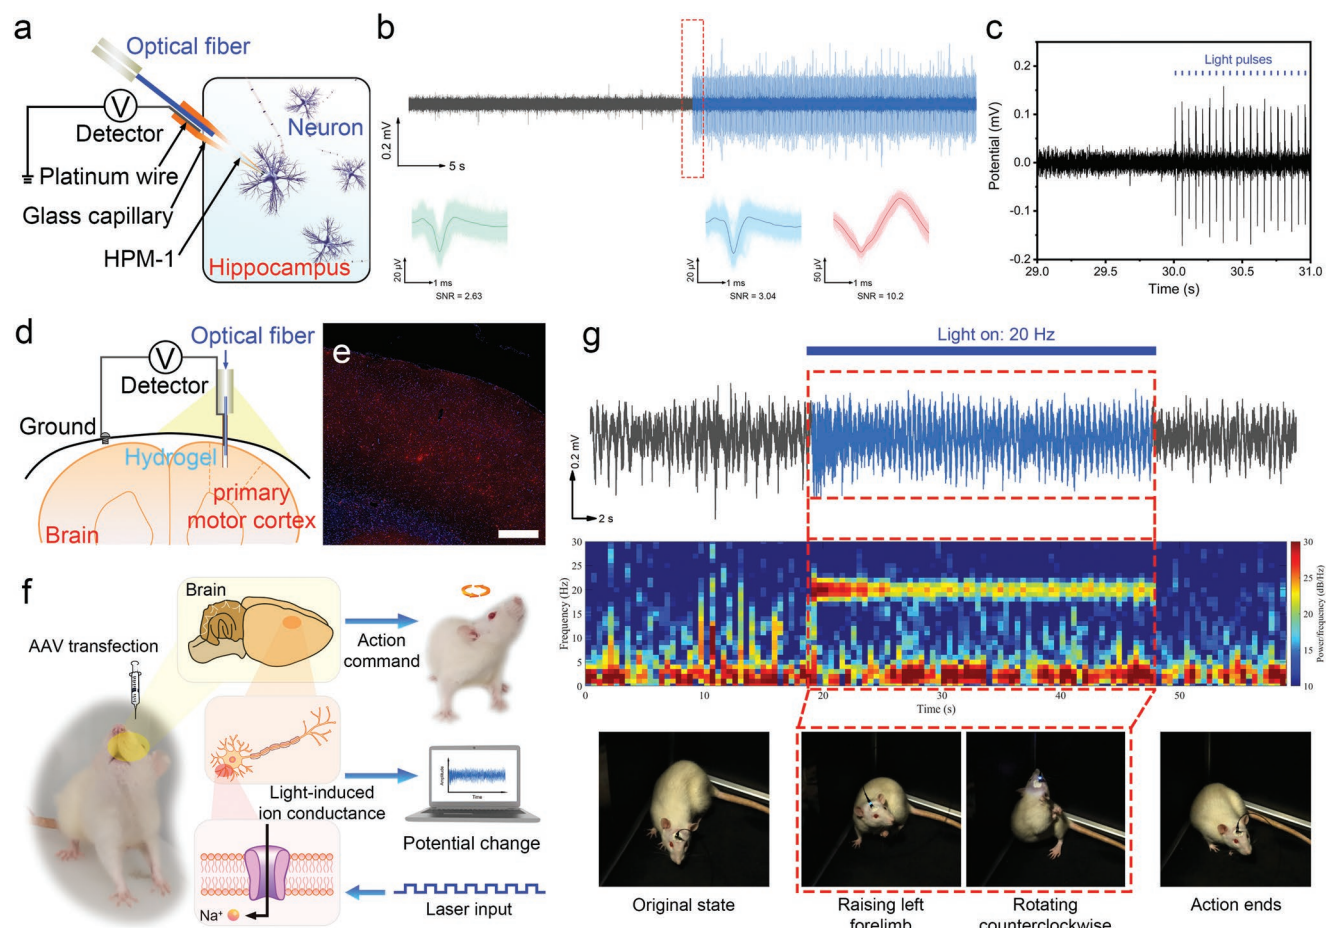 a
Optical fiber
V
Detector
Neuron
Platinum wire
Glass capillary
HPM-1
Hippocampus
b
0.2 mV
5 s
20 μV
1 ms
SNR = 2.63
20 μV
1 ms
SNR = 3.04
50 μV
1 ms
SNR = 10.2
c
Light pulses
Potential (mV)
0.2
0.1
0.0
-0.1
-0.2
29.0 29.5 30.0 30.5 31.0
Time (s)
d
Optical fiber
V
Detector
Ground
Hydrogel
primary
motor cortex
Brain
e
f
AAV transfection
Brain
Action
command
Light-induced
ion conductance
Amplitude
Time
Potential change
Na⁺
Laser input
g
Light on: 20 Hz
0.2 mV
2 s
Frequency (Hz)
30
25
20
15
10
5
0
0 10 20 30 40 50
Time (s)
30
25
20
15
10
Power/frequency (dB/Hz)
Original state
Raising left
forelimb
Rotating
counterclockwise
Action ends